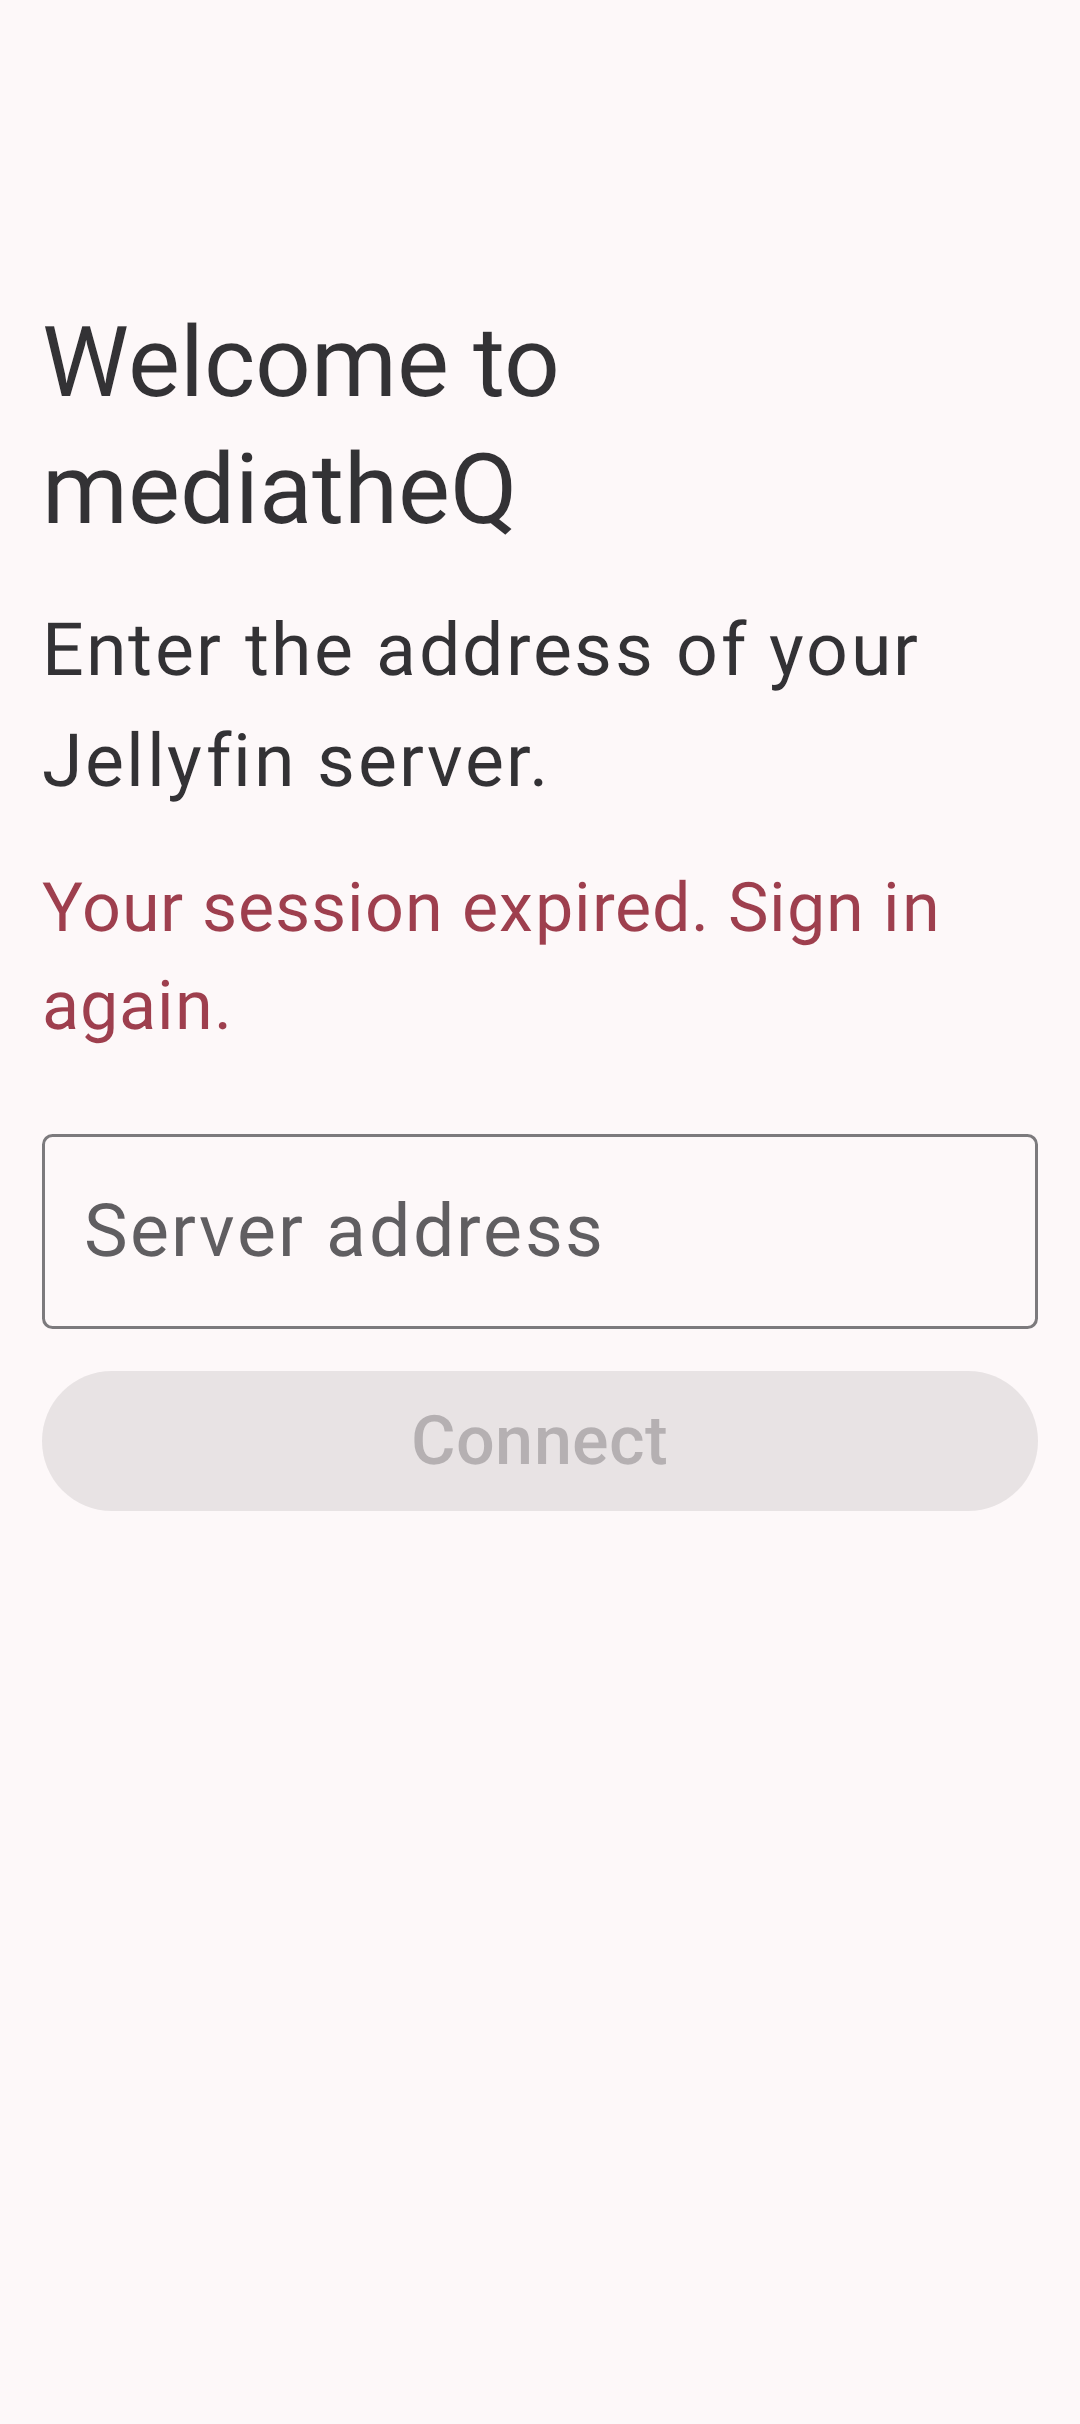 Welcome to
mediatheQ
Enter the address of your
Jellyfin server.
Your session expired. Sign in
again.
Server address
Connect